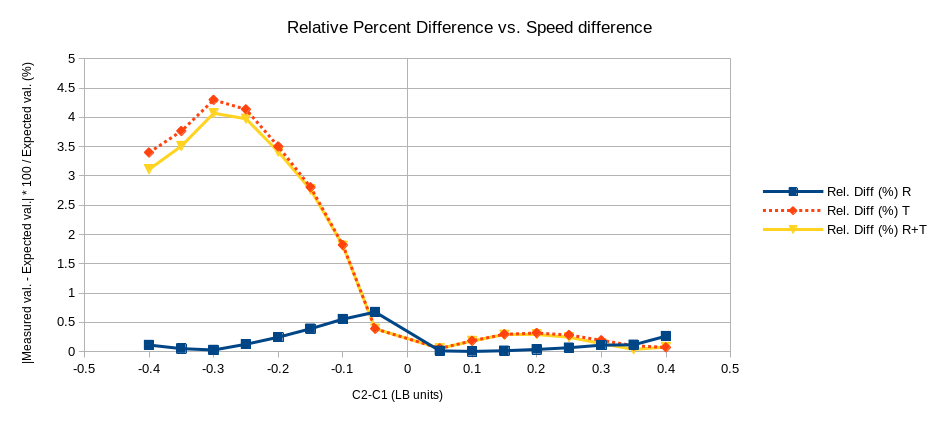 Relative Percent Difference vs. Speed difference
|Measured val. - Expected val.| * 100 / Expected val. (%)
5
4.5
4
3.5
3
2.5
2
1.5
1
0.5
0
-0.5 -0.4 -0.3 -0.2 -0.1 0 0.1 0.2 0.3 0.4 0.5
C2-C1 (LB units)
Rel. Diff (%) R
Rel. Diff (%) T
Rel. Diff (%) R+T